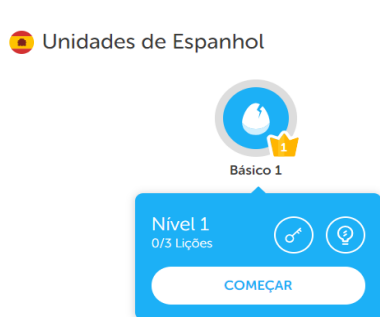 Unidades de Espanhol
1
Básico 1
Nível 1
0/3 Lições
COMEÇAR